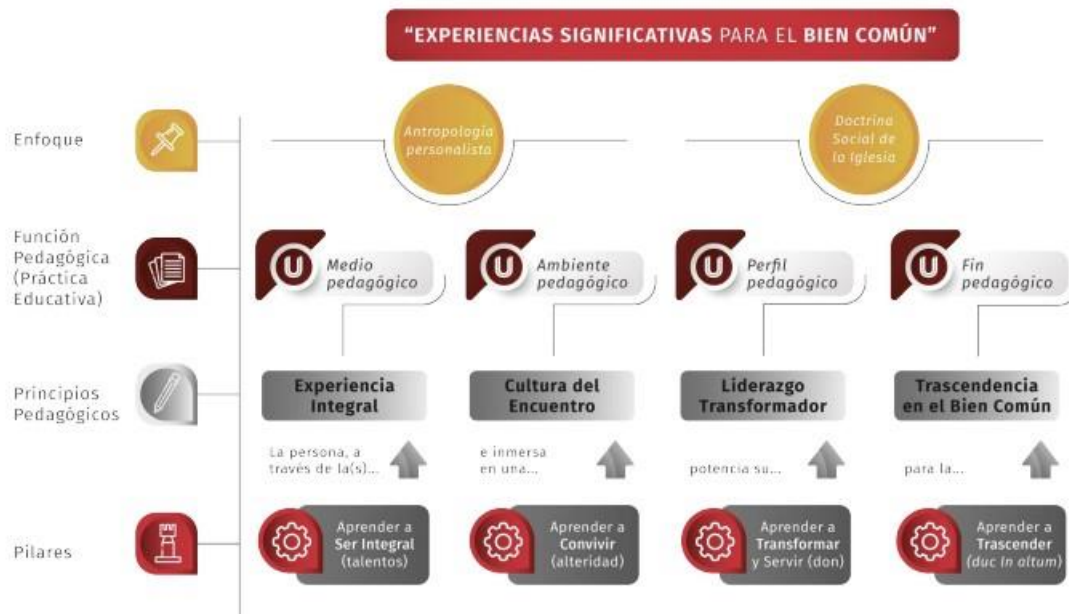 “EXPERIENCIAS SIGNIFICATIVAS PARA EL BIEN COMÚN”
Enfoque
Antropología
personalista
Doctrina
Social de
la Iglesia
Función
Pedagógica
(Práctica
Educativa)
U
Medio
pedagógico
U
Ambiente
pedagógico
U
Perfil
pedagógico
U
Fin
pedagógico
Principios
Pedagógicos
Experiencia
Integral
Cultura del
Encuentro
Liderazgo
Transformador
Trascendencia
en el Bien Común
La persona, a
través de la(s)...
e inmersa
en una...
potencia su...
para la...
Pilares
Aprender a
Ser Integral
(talentos)
Aprender a
Convivir
(alteridad)
Aprender a
Transformar
y Servir (don)
Aprender a
Trascender
(duc In altum)